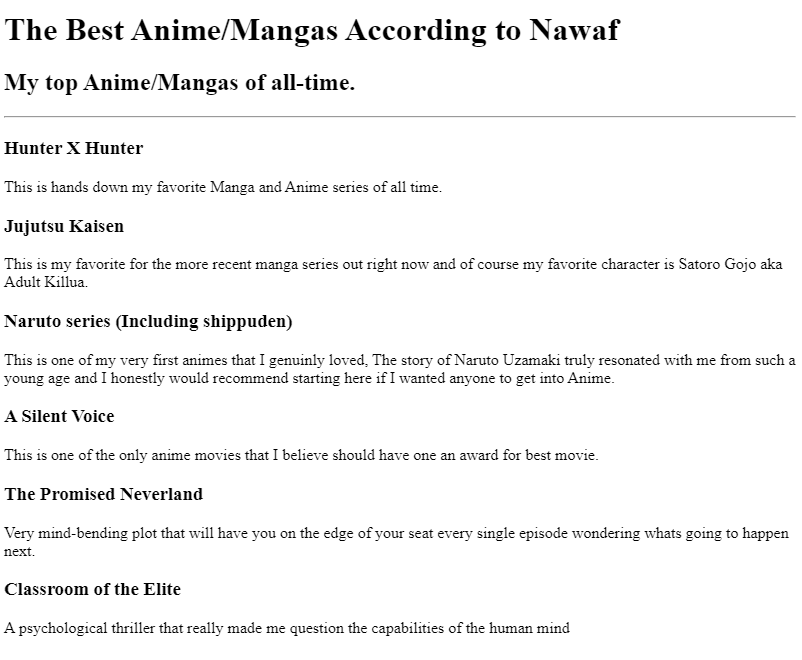 The Best Anime/Mangas According to Nawaf
My top Anime/Mangas of all-time.
Hunter X Hunter
This is hands down my favorite Manga and Anime series of all time.
Jujutsu Kaisen
This is my favorite for the more recent manga series out right now and of course my favorite character is Satoro Gojo aka
Adult Killua.
Naruto series (Including shippuden)
This is one of my very first animes that I genuinly loved, The story of Naruto Uzamaki truly resonated with me from such a
young age and I honestly would recommend starting here if I wanted anyone to get into Anime.
A Silent Voice
This is one of the only anime movies that I believe should have one an award for best movie.
The Promised Neverland
Very mind-bending plot that will have you on the edge of your seat every single episode wondering whats going to happen
next.
Classroom of the Elite
A psychological thriller that really made me question the capabilities of the human mind